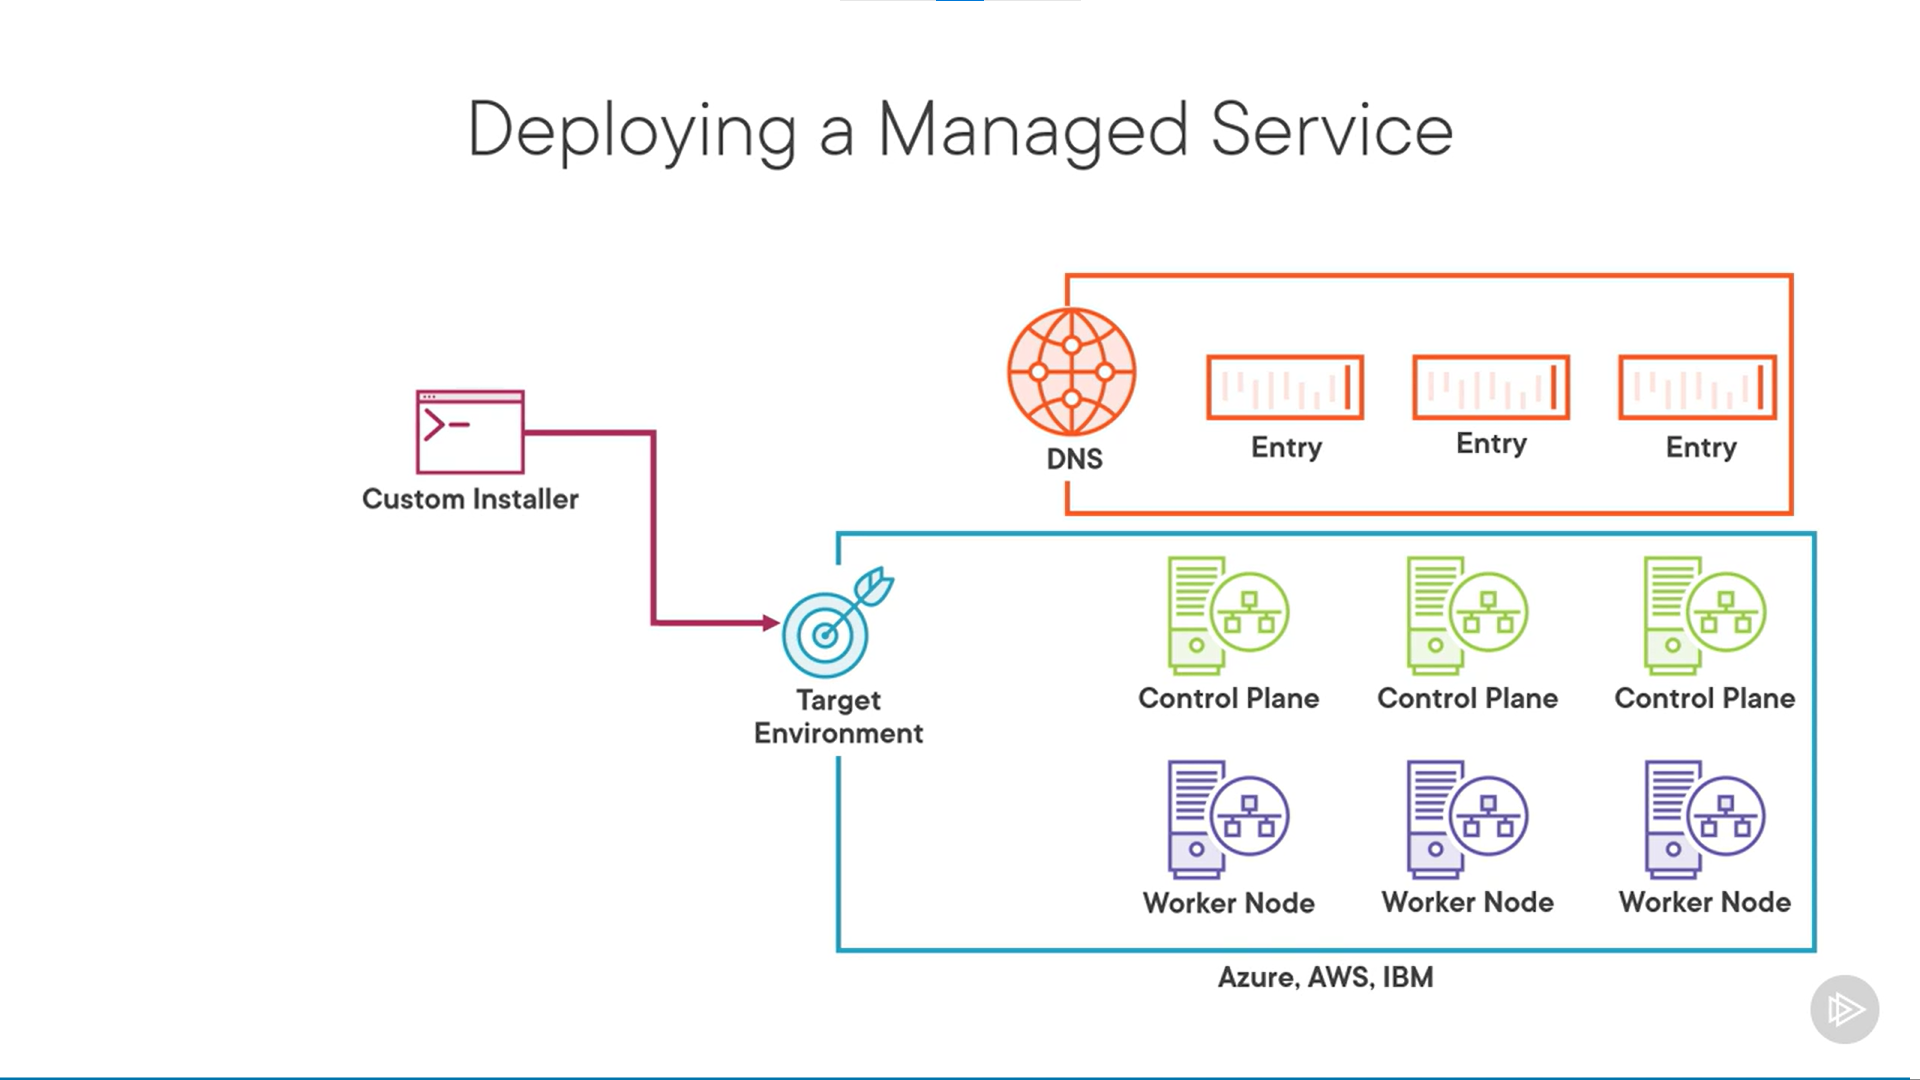 Deploying a Managed Service
Custom Installer
DNS
Entry
Entry
Entry
Target
Environment
Control Plane
Control Plane
Control Plane
Worker Node
Worker Node
Worker Node
Azure, AWS, IBM